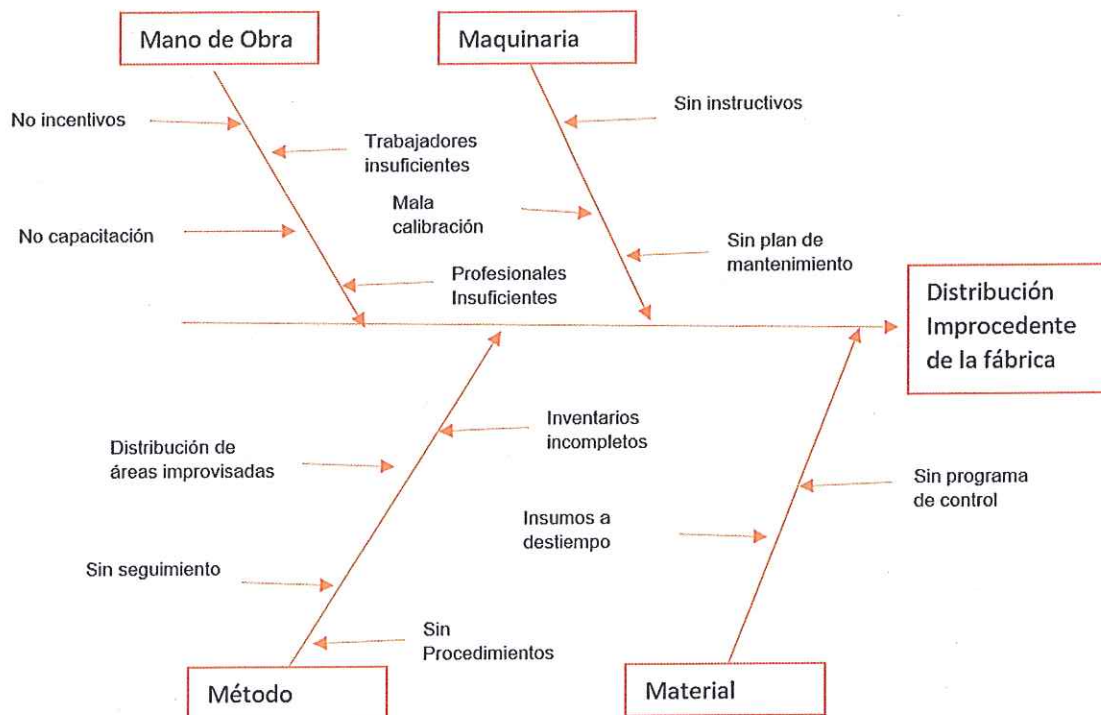 Mano de Obra
Maquinaria
No incentivos
Sin instructivos
Trabajadores
insuficientes
Mala
calibración
No capacitación
Sin plan de
mantenimiento
Profesionales
Insuficientes
Distribución
Improcedente
de la fábrica
Inventarios
incompletos
Distribución de
áreas improvisadas
Sin programa
de control
Insumos a
destiempo
Sin seguimiento
Sin
Procedimientos
Método
Material